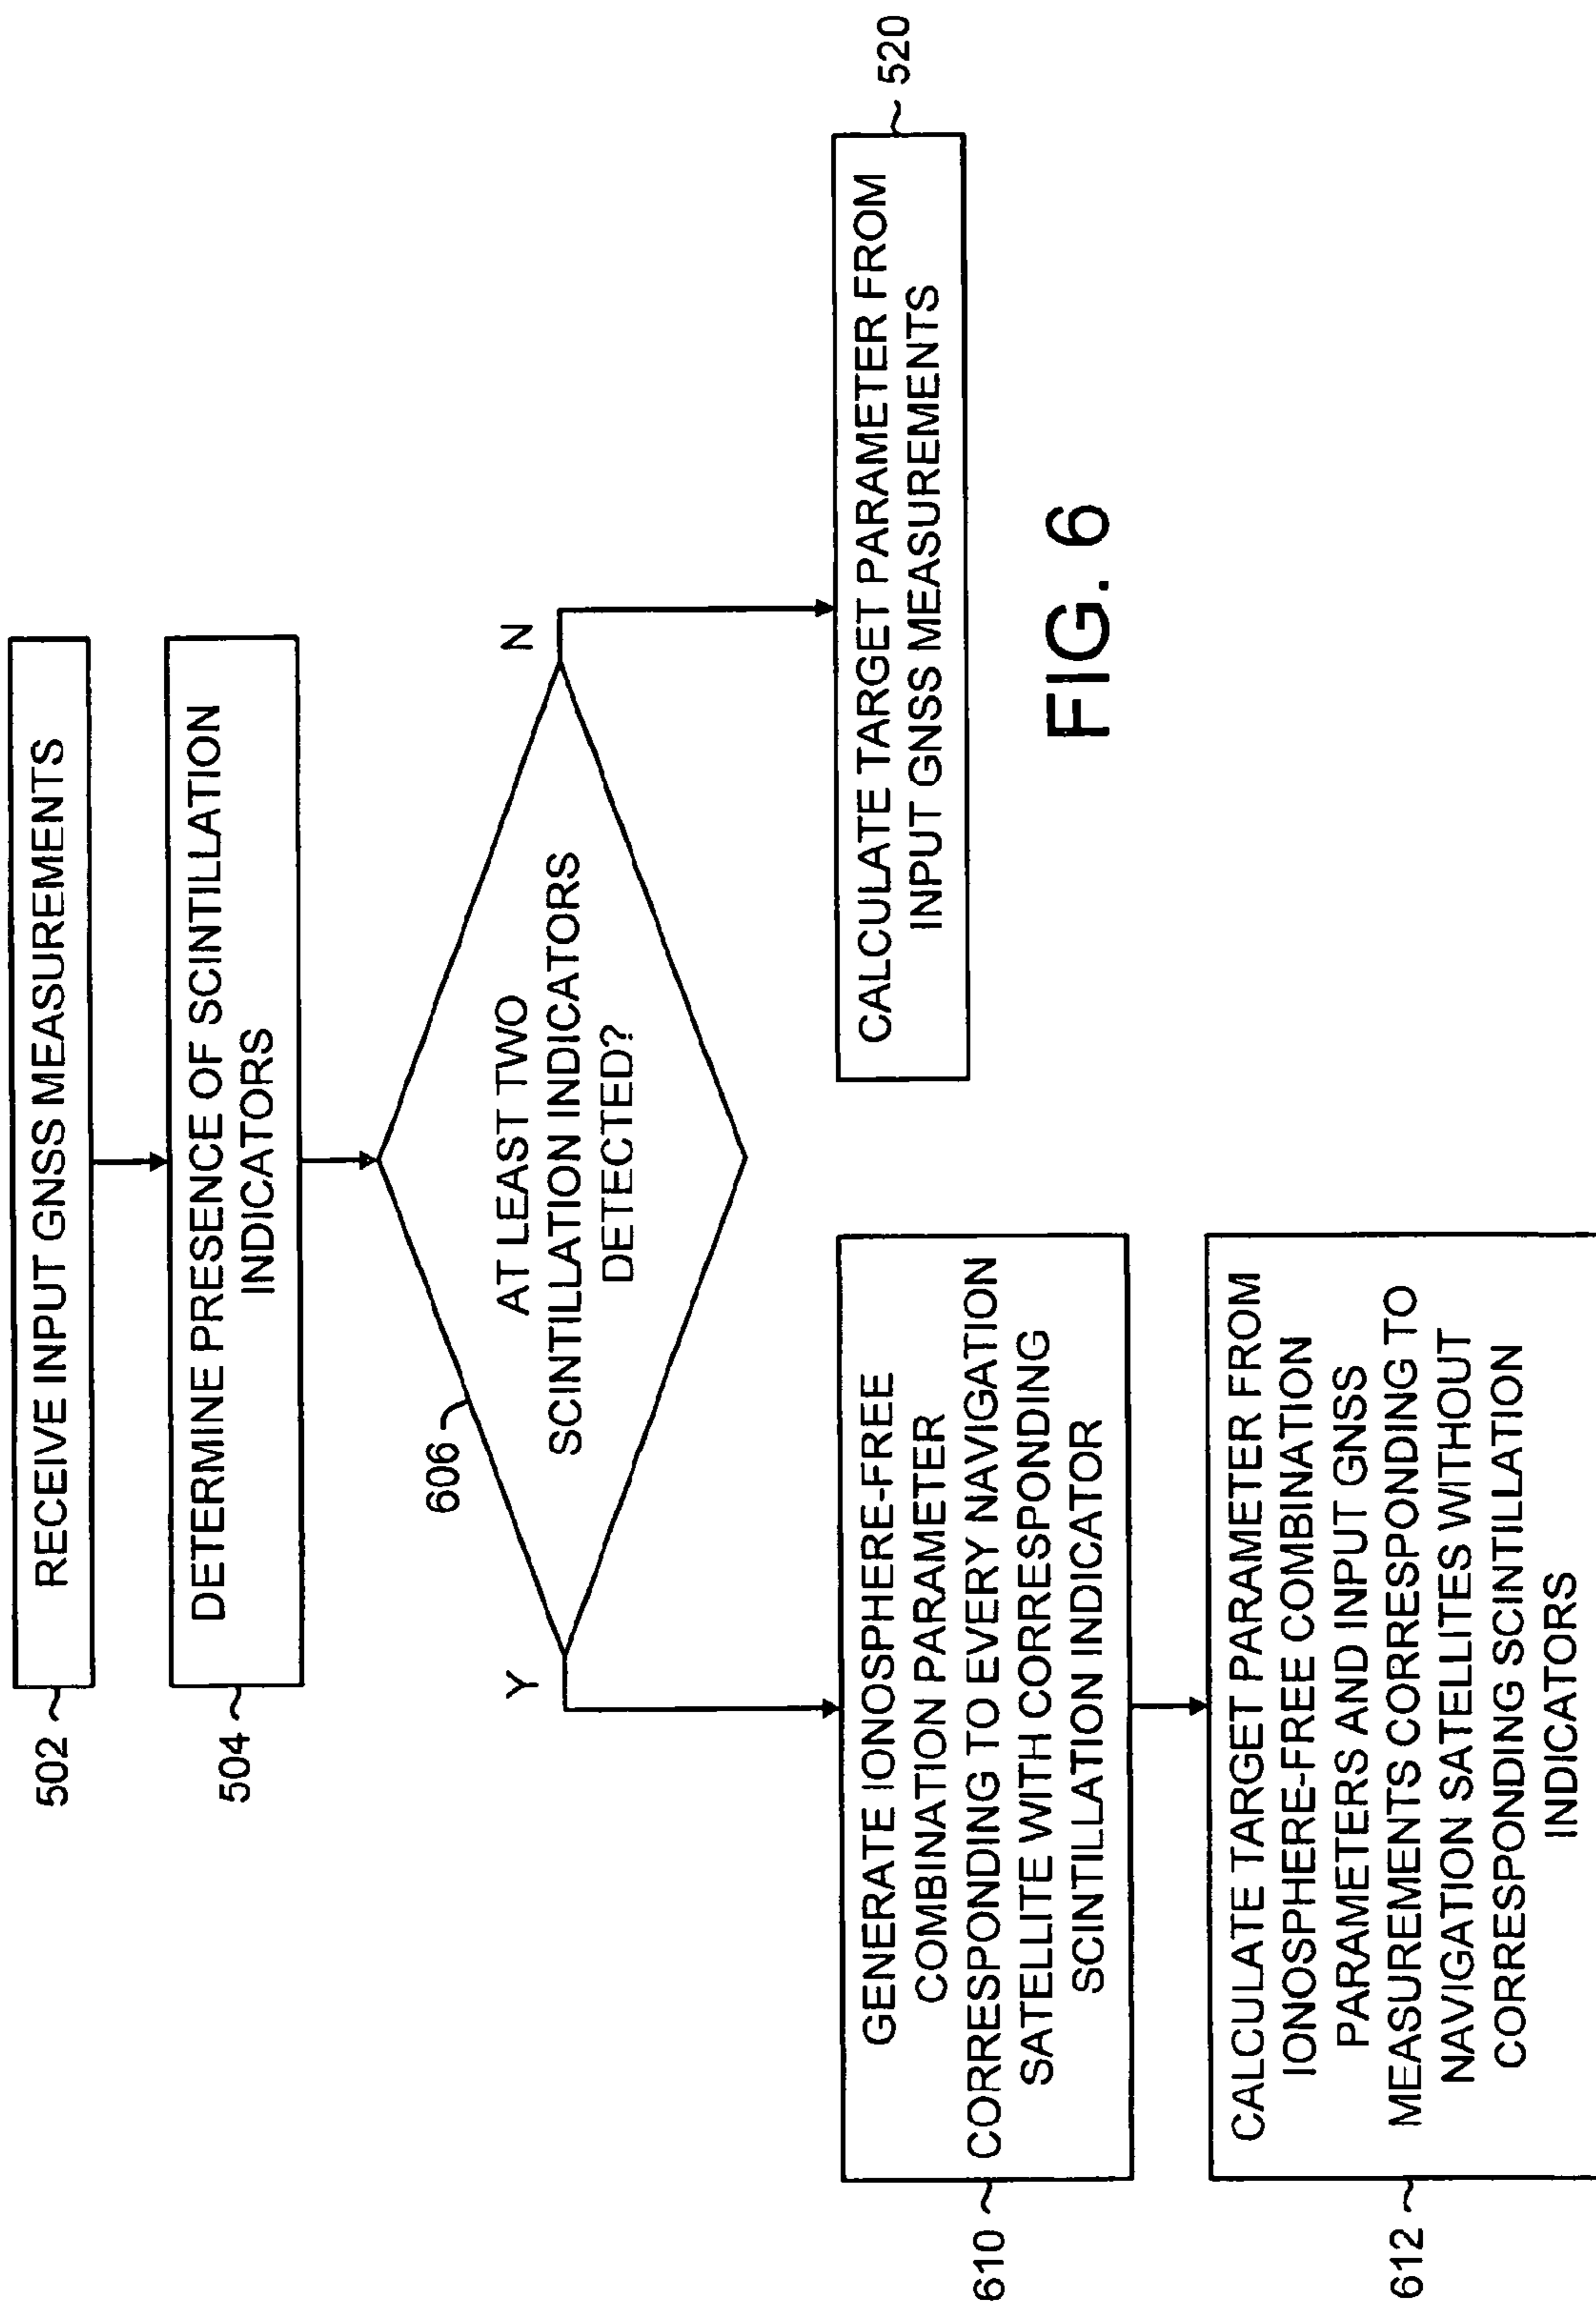 502
RECEIVE INPUT GNSS MEASUREMENTS
504
DETERMINE PRESENCE OF SCINTILLATION
INDICATORS
606
AT LEAST TWO
SCINTILLATION INDICATORS
DETECTED?
Y
N
610
GENERATE IONOSPHERE-FREE
COMBINATION PARAMETER
CORRESPONDING TO EVERY NAVIGATION
SATELLITE WITH CORRESPONDING
SCINTILLATION INDICATOR
CALCULATE TARGET PARAMETER FROM
INPUT GNSS MEASUREMENTS
520
612
CALCULATE TARGET PARAMETER FROM
IONOSPHERE-FREE COMBINATION
PARAMETERS AND INPUT GNSS
MEASUREMENTS CORRESPONDING TO
NAVIGATION SATELLITES WITHOUT
CORRESPONDING SCINTILLATION
INDICATORS
FIG. 6